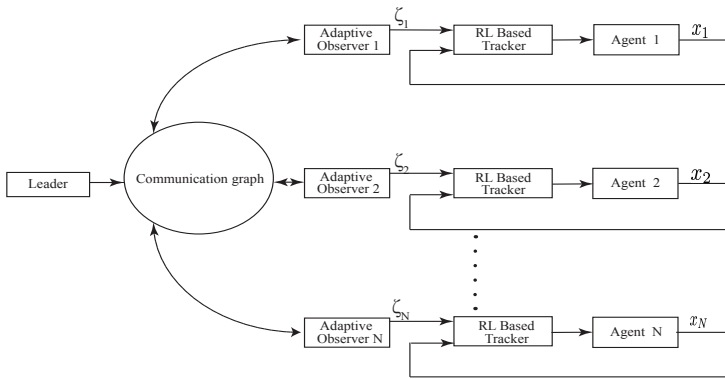 ζ1
Adaptive
Observer 1
RL Based
Tracker
Agent 1
x1
Leader
Communication graph
ζ2
Adaptive
Observer 2
RL Based
Tracker
Agent 2
x2
ζN
Adaptive
Observer N
RL Based
Tracker
Agent N
xN